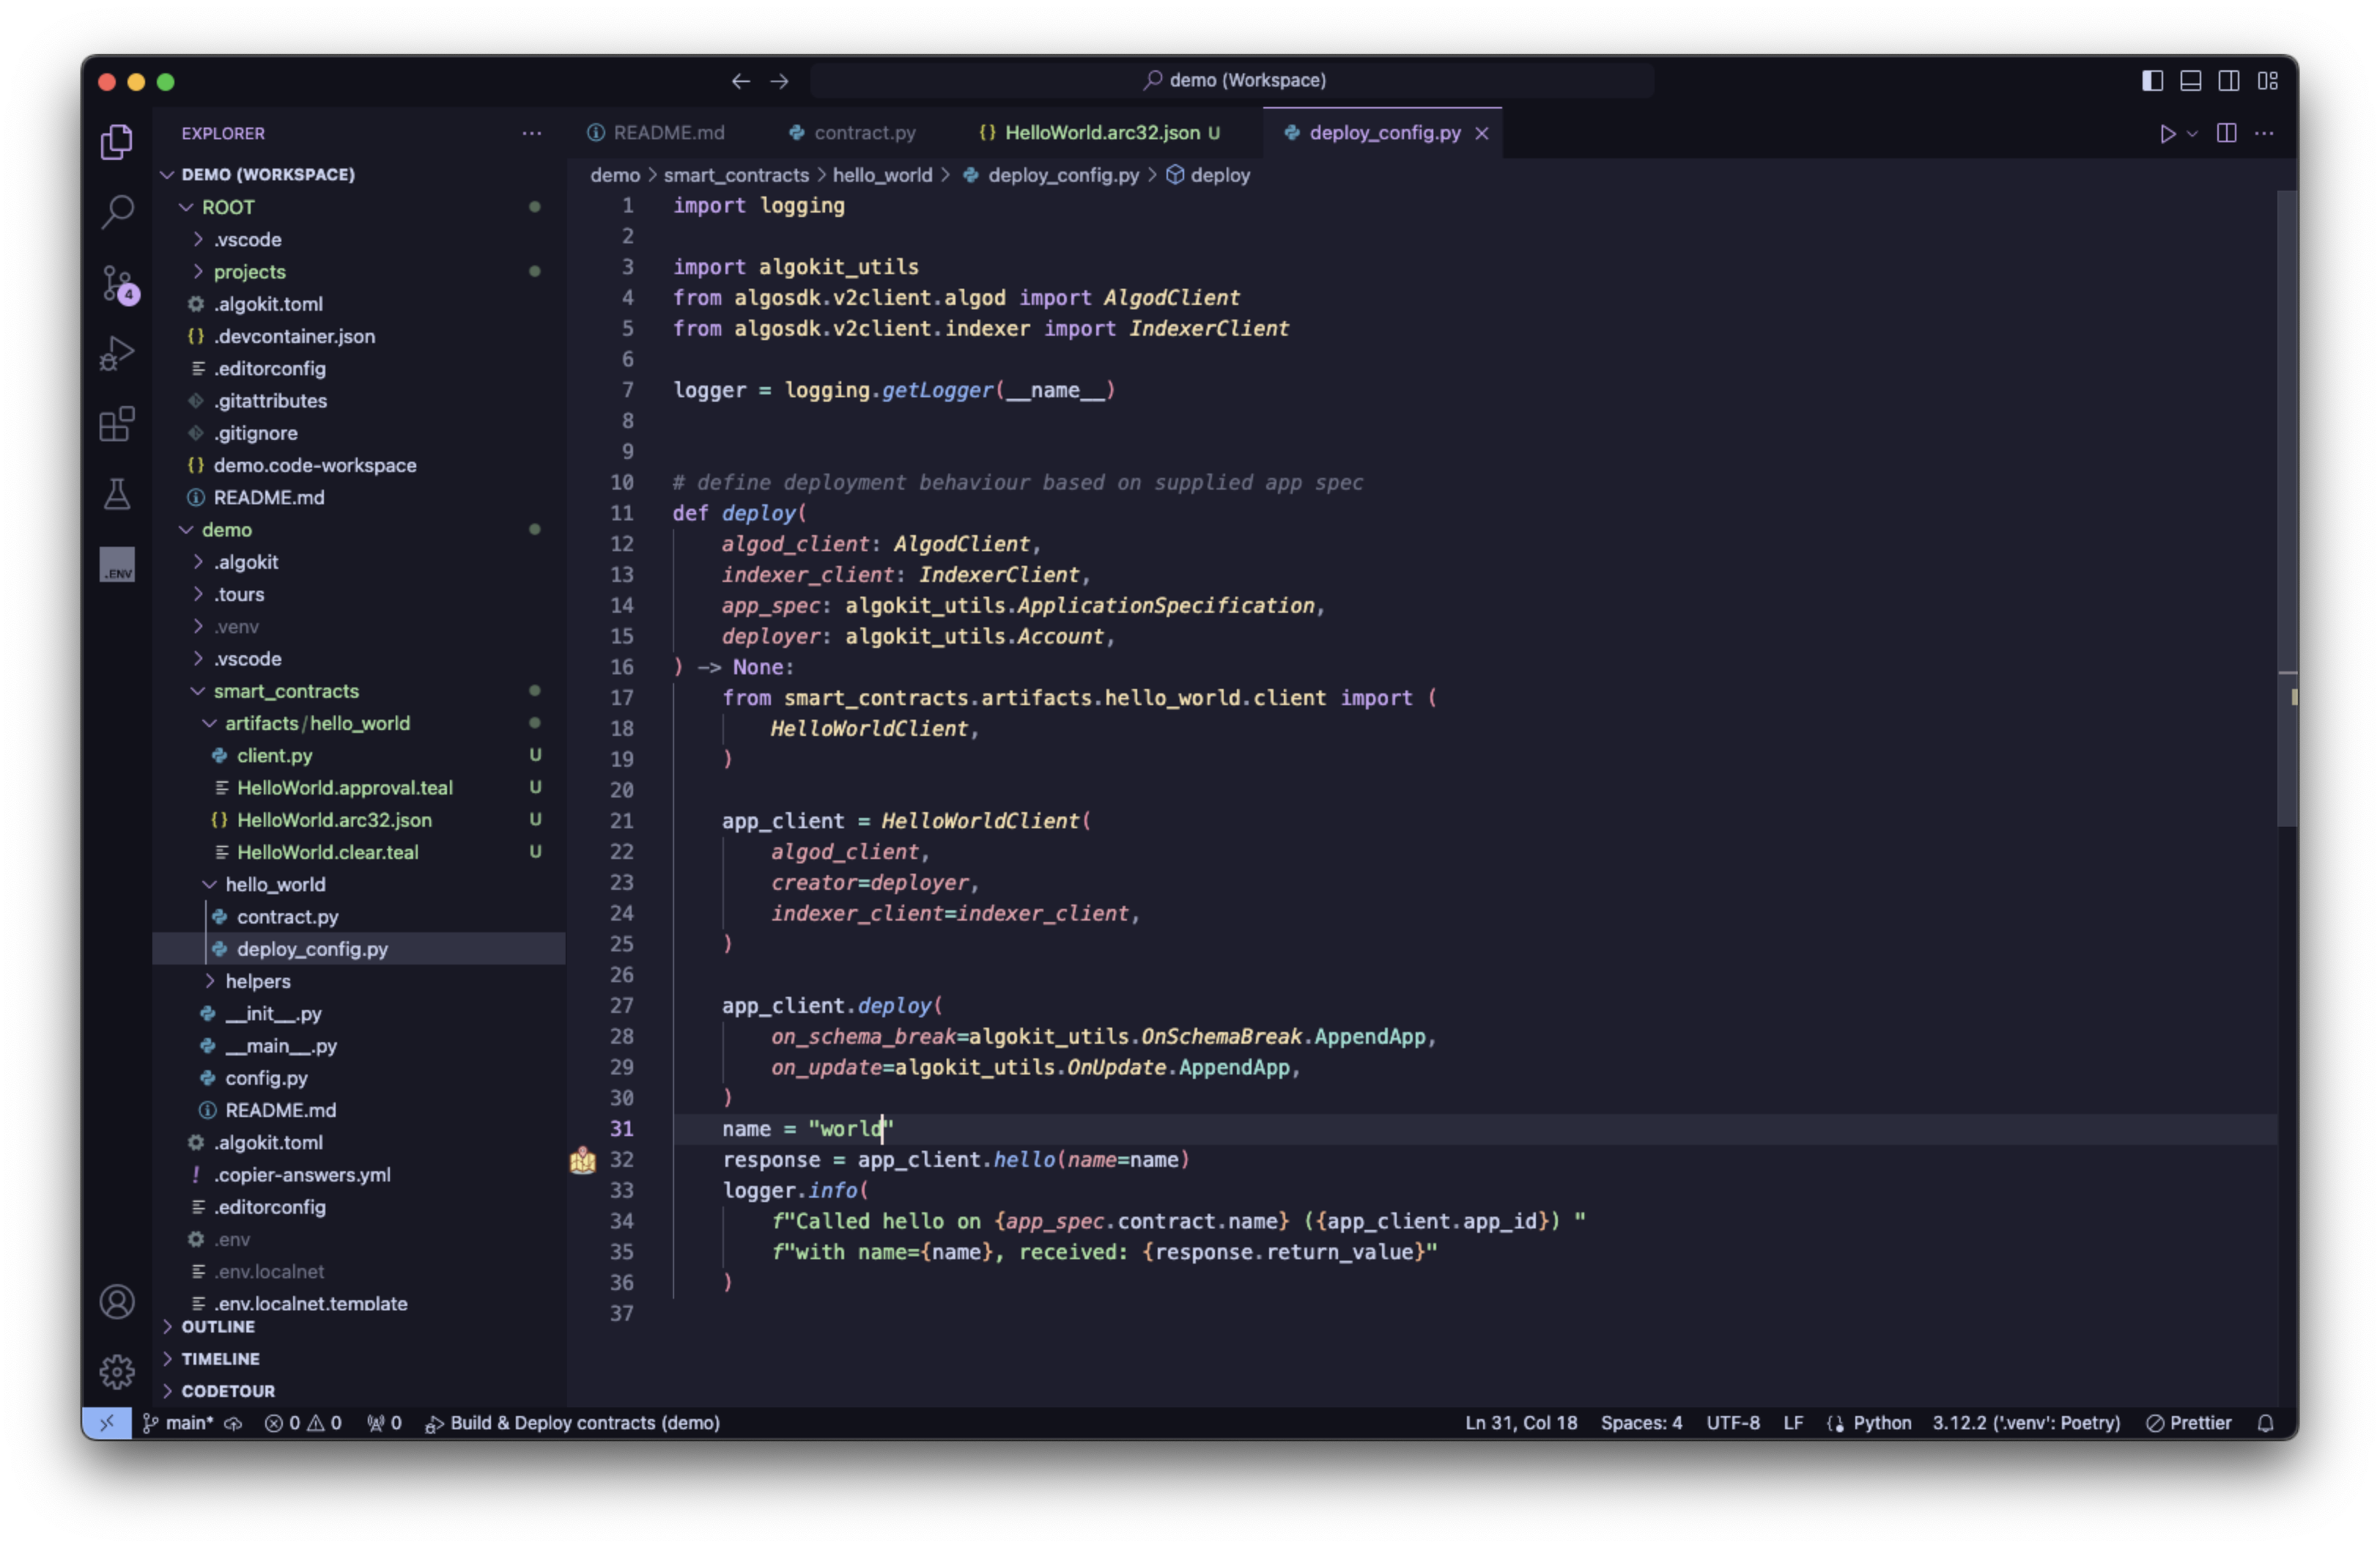 demo (Workspace)
EXPLORER
DEMO (WORKSPACE)
ROOT
.vscode
projects
.algokit.toml
{} .devcontainer.json
.editorconfig
.gitattributes
.gitignore
{} demo.code-workspace
README.md
demo
.algokit
.tours
.venv
.vscode
smart_contracts
artifacts/hello_world
client.py U
HelloWorld.approval.teal U
{} HelloWorld.arc32.json U
HelloWorld.clear.teal U
hello_world
contract.py
deploy_config.py
helpers
__init__.py
__main__.py
config.py
README.md
.algokit.toml
! .copier-answers.yml
.editorconfig
.env
.env.localnet
.env.localnet.template
OUTLINE
TIMELINE
CODETOUR
4
.ENV
README.md contract.py {} HelloWorld.arc32.json U deploy_config.py
demo > smart_contracts > hello_world > deploy_config.py > deploy
1 import logging
2
3 import algokit_utils
4 from algosdk.v2client.algod import AlgodClient
5 from algosdk.v2client.indexer import IndexerClient
6
7 logger = logging.getLogger(__name__)
8
9
10 # define deployment behaviour based on supplied app spec
11 def deploy(
12     algod_client: AlgodClient,
13     indexer_client: IndexerClient,
14     app_spec: algokit_utils.ApplicationSpecification,
15     deployer: algokit_utils.Account,
16 ) -> None:
17     from smart_contracts.artifacts.hello_world.client import (
18         HelloWorldClient,
19     )
20
21     app_client = HelloWorldClient(
22         algod_client,
23         creator=deployer,
24         indexer_client=indexer_client,
25     )
26
27     app_client.deploy(
28         on_schema_break=algokit_utils.OnSchemaBreak.AppendApp,
29         on_update=algokit_utils.OnUpdate.AppendApp,
30     )
31     name = "world"
32     response = app_client.hello(name=name)
33     logger.info(
34         f"Called hello on {app_spec.contract.name} ({app_client.app_id}) "
35         f"with name={name}, received: {response.return_value}"
36     )
37
main* 0 0 0 Build & Deploy contracts (demo) Ln 31, Col 18 Spaces: 4 UTF-8 LF Python 3.12.2 ('.venv': Poetry) Prettier